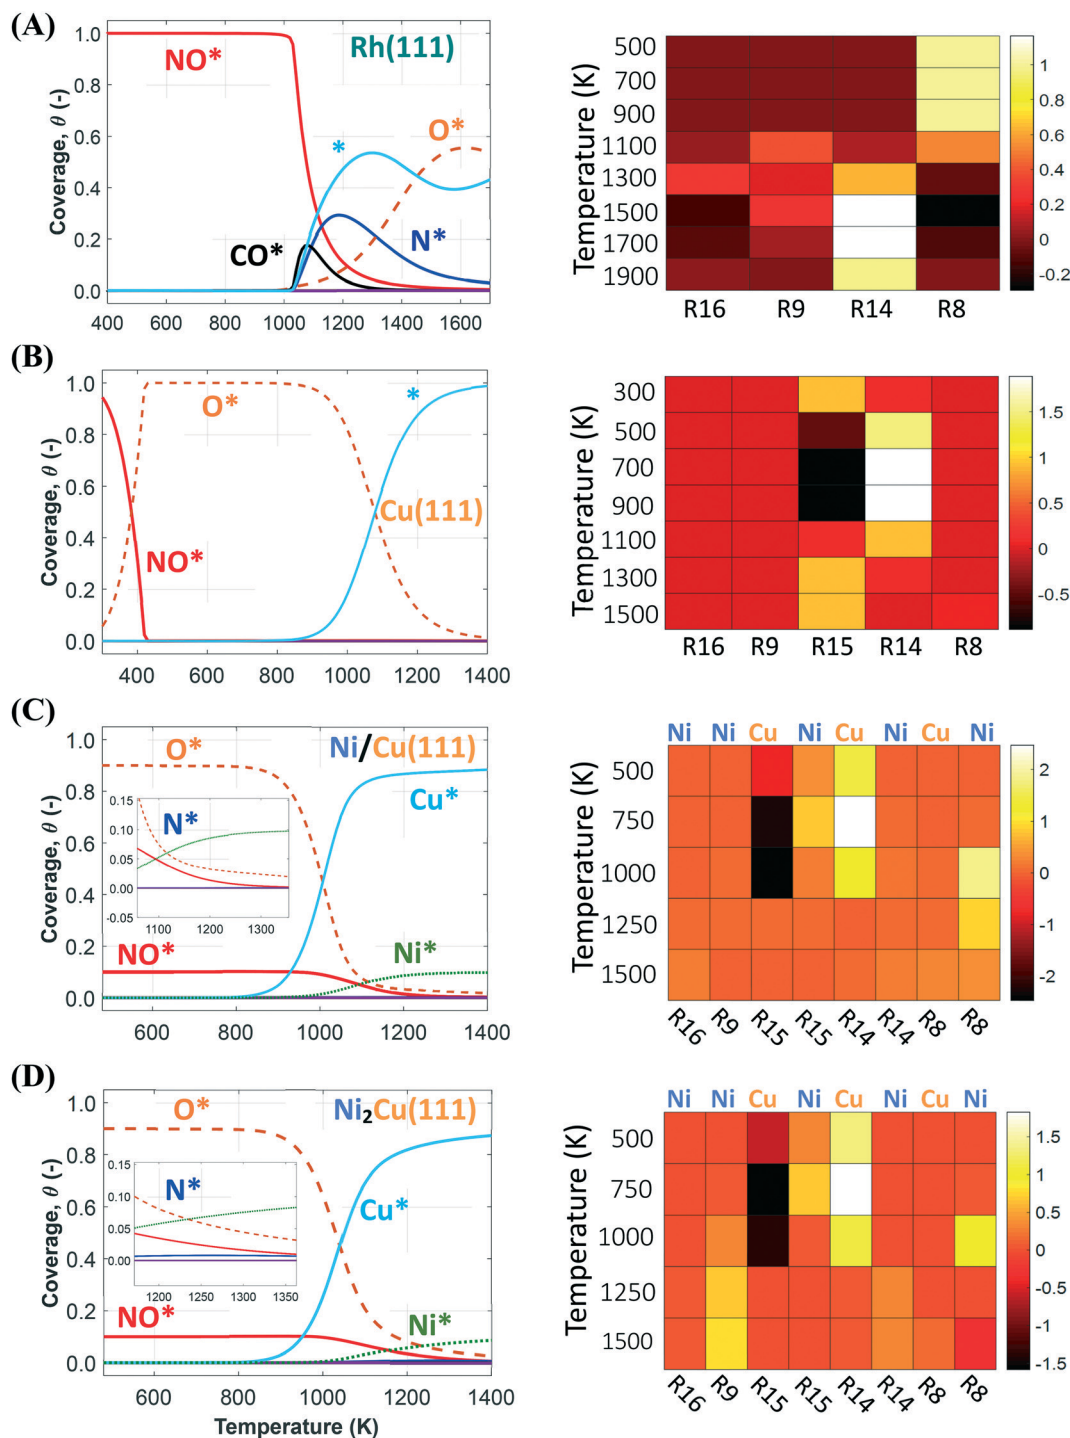 (A)
NO*
Rh(111)
O*
*
N*
CO*
Coverage, θ (-)
1.0
0.8
0.6
0.4
0.2
0.0
400 600 800 1000 1200 1400 1600
Temperature (K)
500
700
900
1100
1300
1500
1700
1900
R16 R9 R14 R8
1
0.8
0.6
0.4
0.2
0
-0.2
(B)
O*
*
Cu(111)
NO*
Coverage, θ (-)
1.0
0.8
0.6
0.4
0.2
0.0
400 600 800 1000 1200 1400
Temperature (K)
300
500
700
900
1100
1300
1500
R16 R9 R15 R14 R8
1.5
1
0.5
0
-0.5
(C)
O*
Ni/Cu(111)
Cu*
N*
NO*
Ni*
Coverage, θ (-)
1.0
0.8
0.6
0.4
0.2
0.0
0.15
0.10
0.05
0.00
-0.05
1100 1200 1300
600 800 1000 1200 1400
Ni Ni Cu Ni Cu Ni Cu Ni
Temperature (K)
500
750
1000
1250
1500
R16 R9 R15 R15 R14 R14 R8 R8
2
1
0
-1
-2
(D)
O*
Ni2Cu(111)
N*
Cu*
NO*
Ni*
Coverage, θ (-)
1.0
0.8
0.6
0.4
0.2
0.0
0.15
0.10
0.05
0.00
1200 1250 1300 1350
600 800 1000 1200 1400
Temperature (K)
Ni Ni Cu Ni Cu Ni Cu Ni
Temperature (K)
500
750
1000
1250
1500
R16 R9 R15 R15 R14 R14 R8 R8
1.5
1
0.5
0
-0.5
-1
-1.5